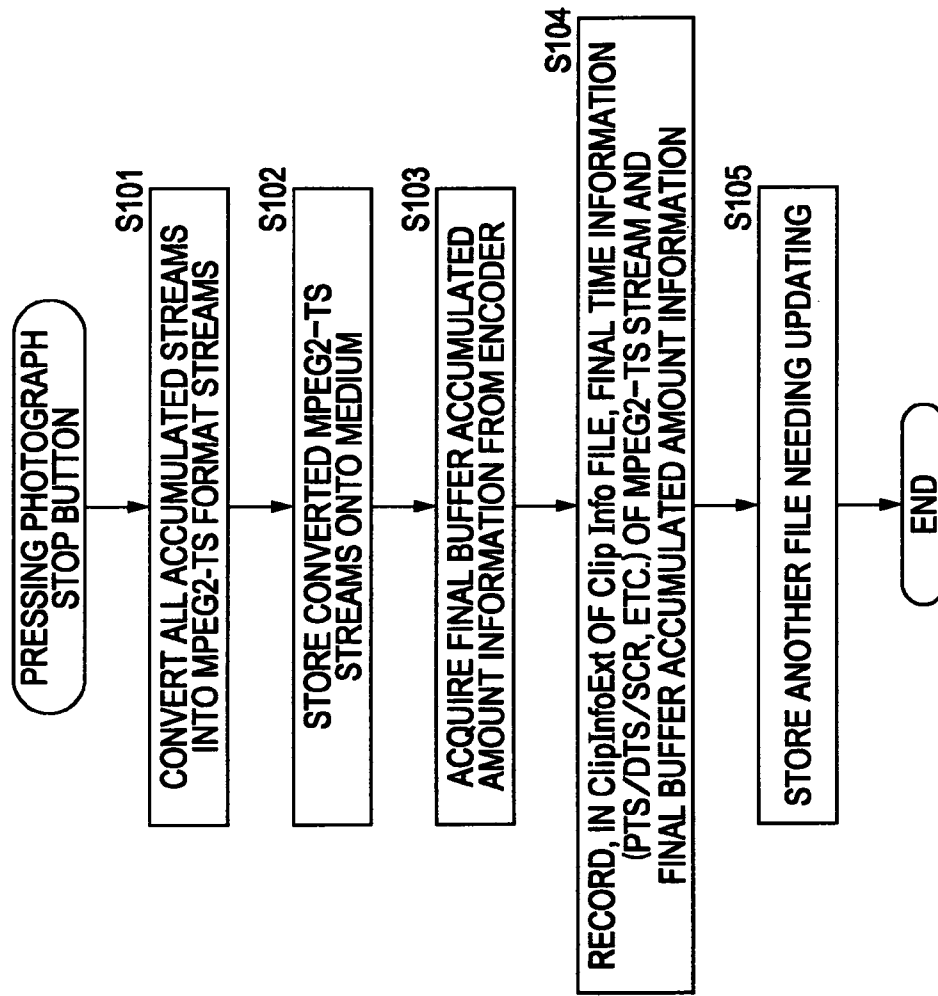 PRESSING PHOTOGRAPH
STOP BUTTON
S101
CONVERT ALL ACCUMULATED STREAMS
INTO MPEG2-TS FORMAT STREAMS
S102
STORE CONVERTED MPEG2-TS
STREAMS ONTO MEDIUM
S103
ACQUIRE FINAL BUFFER ACCUMULATED
AMOUNT INFORMATION FROM ENCODER
S104
RECORD, IN ClipInfoExt OF Clip Info FILE, FINAL TIME INFORMATION
(PTS/DTS/SCR, ETC.) OF MPEG2-TS STREAM AND
FINAL BUFFER ACCUMULATED AMOUNT INFORMATION
S105
STORE ANOTHER FILE NEEDING UPDATING
END